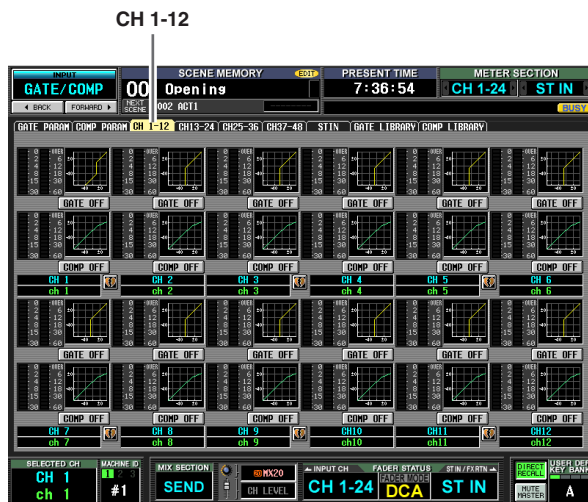 CH 1-12
INPUT SCENE MEMORY EDIT PRESENT TIME METER SECTION
GATE/COMP 00 Opening 7:36:54 CH 1-24 ST IN
BACK FORWARD NEXT SCENE 002 ACT1 BUSY
GATE PARAM COMP PARAM CH 1-12 CH13-24 CH25-36 CH37-48 STIN GATE LIBRARY COMP LIBRARY
GATE OFF GATE OFF GATE OFF GATE OFF GATE OFF GATE OFF
COMP OFF COMP OFF COMP OFF COMP OFF COMP OFF COMP OFF
CH 1 CH 2 CH 3 CH 4 CH 5 CH 6
ch 1 ch 2 ch 3 ch 4 ch 5 ch 6
GATE OFF GATE OFF GATE OFF GATE OFF GATE OFF GATE OFF
COMP OFF COMP OFF COMP OFF COMP OFF COMP OFF COMP OFF
CH 7 CH 8 CH 9 CH10 CH11 CH12
ch 7 ch 8 ch 9 ch10 ch11 ch12
SELECTED CH MACHINE ID MIX SECTION MX20 INPUT CH FADER STATUS ST IN/FXRTN DIRECT RECALL USER DEF KEY BANK
CH 1 1 2 3 SEND CH LEVEL CH 1-24 FADER MODE DCA ST IN MUTE MASTER A
ch 1 #1